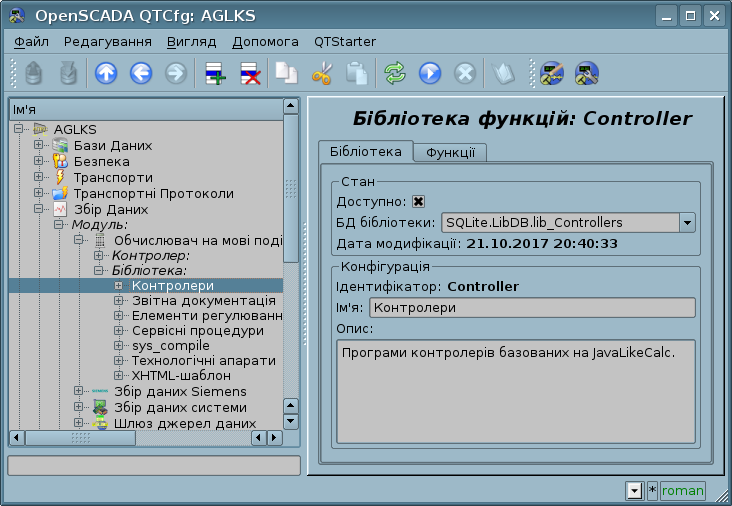 OpenSCADA QTCfg: AGLKS
Файл Редагування Вигляд Допомога QTStarter
Ім'я
AGLKS
Бази Даних
Безпека
Транспорти
Транспортні Протоколи
Збір Даних
Модуль:
Обчислювач на мові поді
Контролер:
Бібліотека:
Контролери
Звітна документація
Елементи регулюванн
Сервісні процедури
sys_compile
Технологічні апарати
XHTML-шаблон
Збір даних Siemens
Збір даних системи
Шлюз джерел даних
Бібліотека функцій: Controller
Бібліотека Функції
Стан
Доступно:
БД бібліотеки: SQLite.LibDB.lib_Controllers
Дата модифікації: 21.10.2017 20:40:33
Конфігурація
Ідентифікатор: Controller
Ім'я: Контролери
Опис:
Програми контролерів базованих на JavaLikeCalc.
* roman